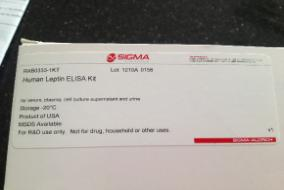 SIGMA
RAB0333-1KT Lot 1210A 0156
Human Leptin ELISA Kit
for serum, plasma, cell culture supernatant and urine
Storage -20°C
Product of USA
MSDS Available
For R&D use only. Not for drug, household or other uses.
v1
SIGMA-ALDRICH